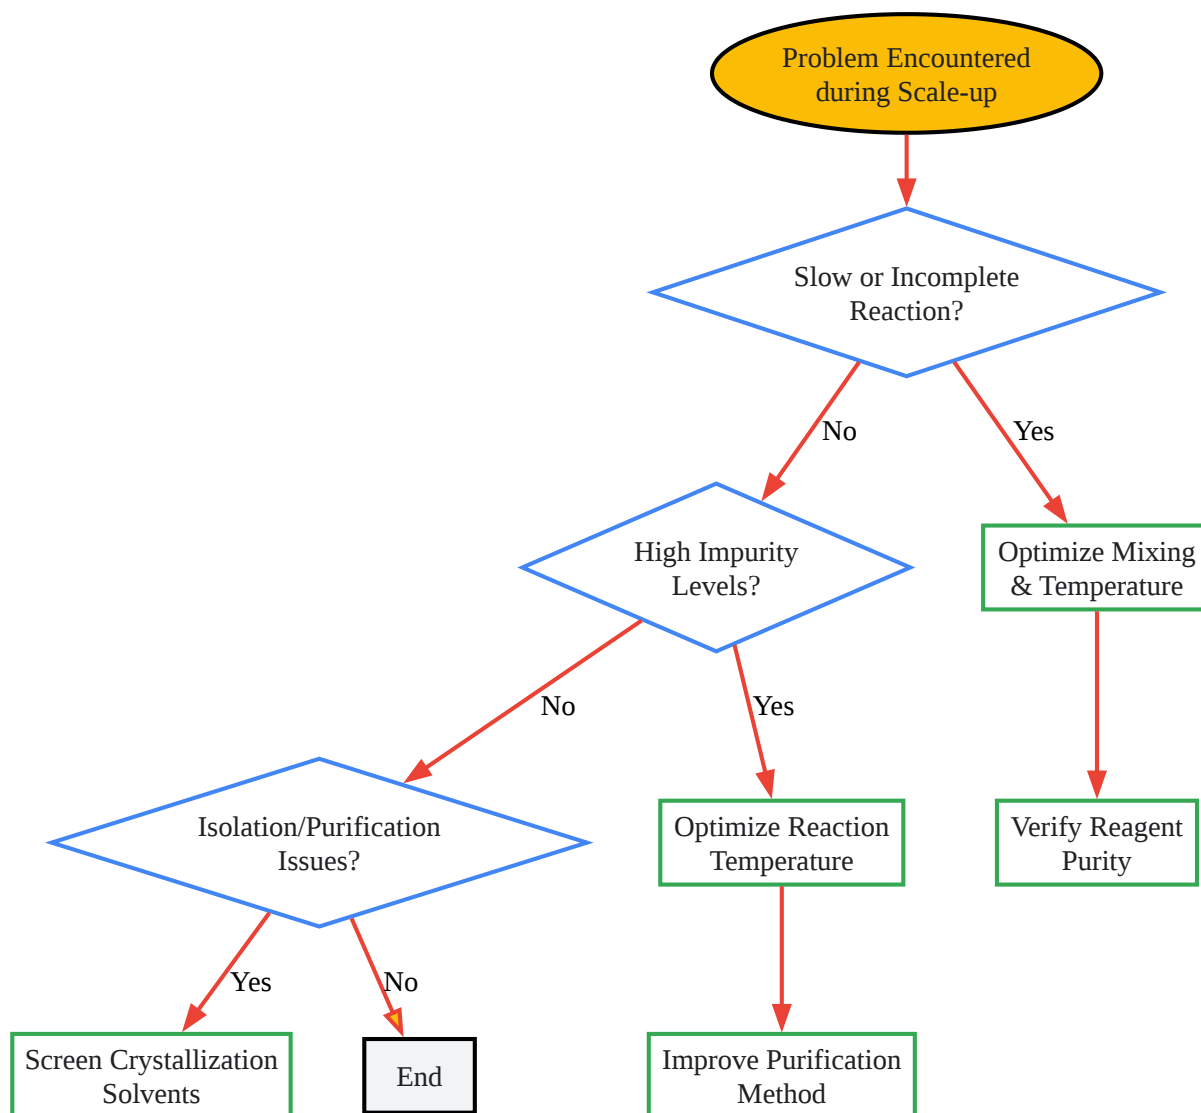 Problem Encountered
during Scale-up
Slow or Incomplete
Reaction?
No
Yes
High Impurity
Levels?
Optimize Mixing
& Temperature
No
Yes
Isolation/Purification
Issues?
Optimize Reaction
Temperature
Verify Reagent
Purity
Yes
No
Screen Crystallization
Solvents
End
Improve Purification
Method